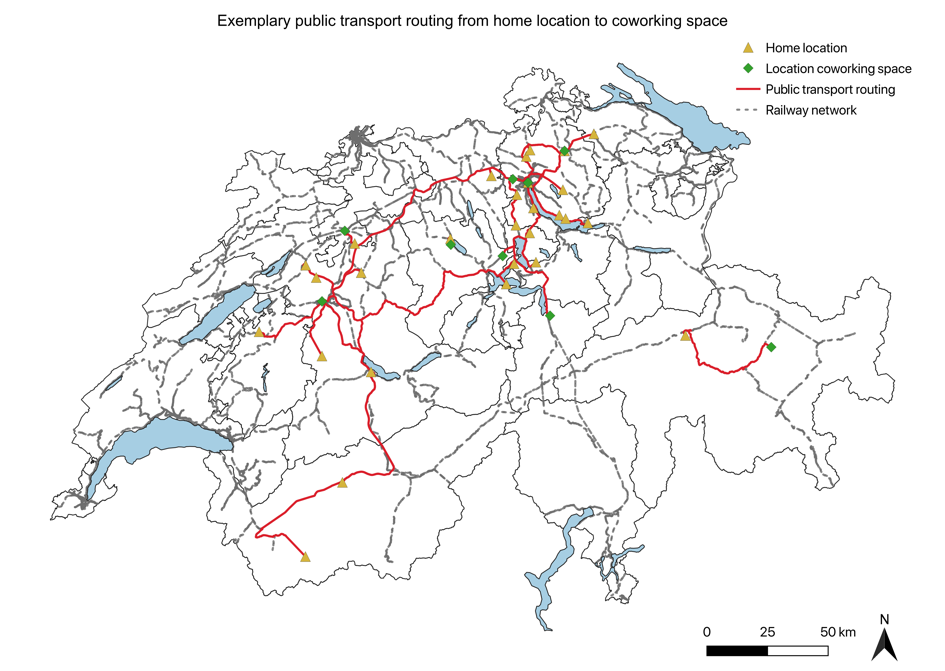 Exemplary public transport routing from home location to coworking space
Home location
Location coworking space
Public transport routing
Railway network
N
0 25 50 km